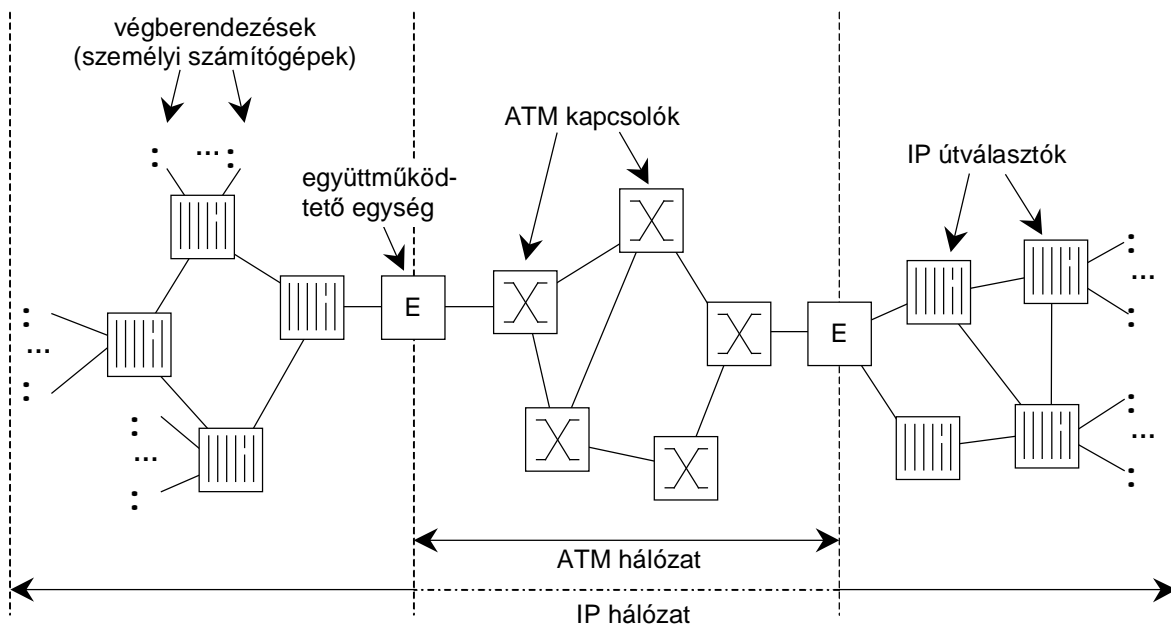 végberendezések
(személyi számítógépek)
ATM kapcsolók
IP útválasztók
együttműköd-
tető egység
E
E
ATM hálózat
IP hálózat